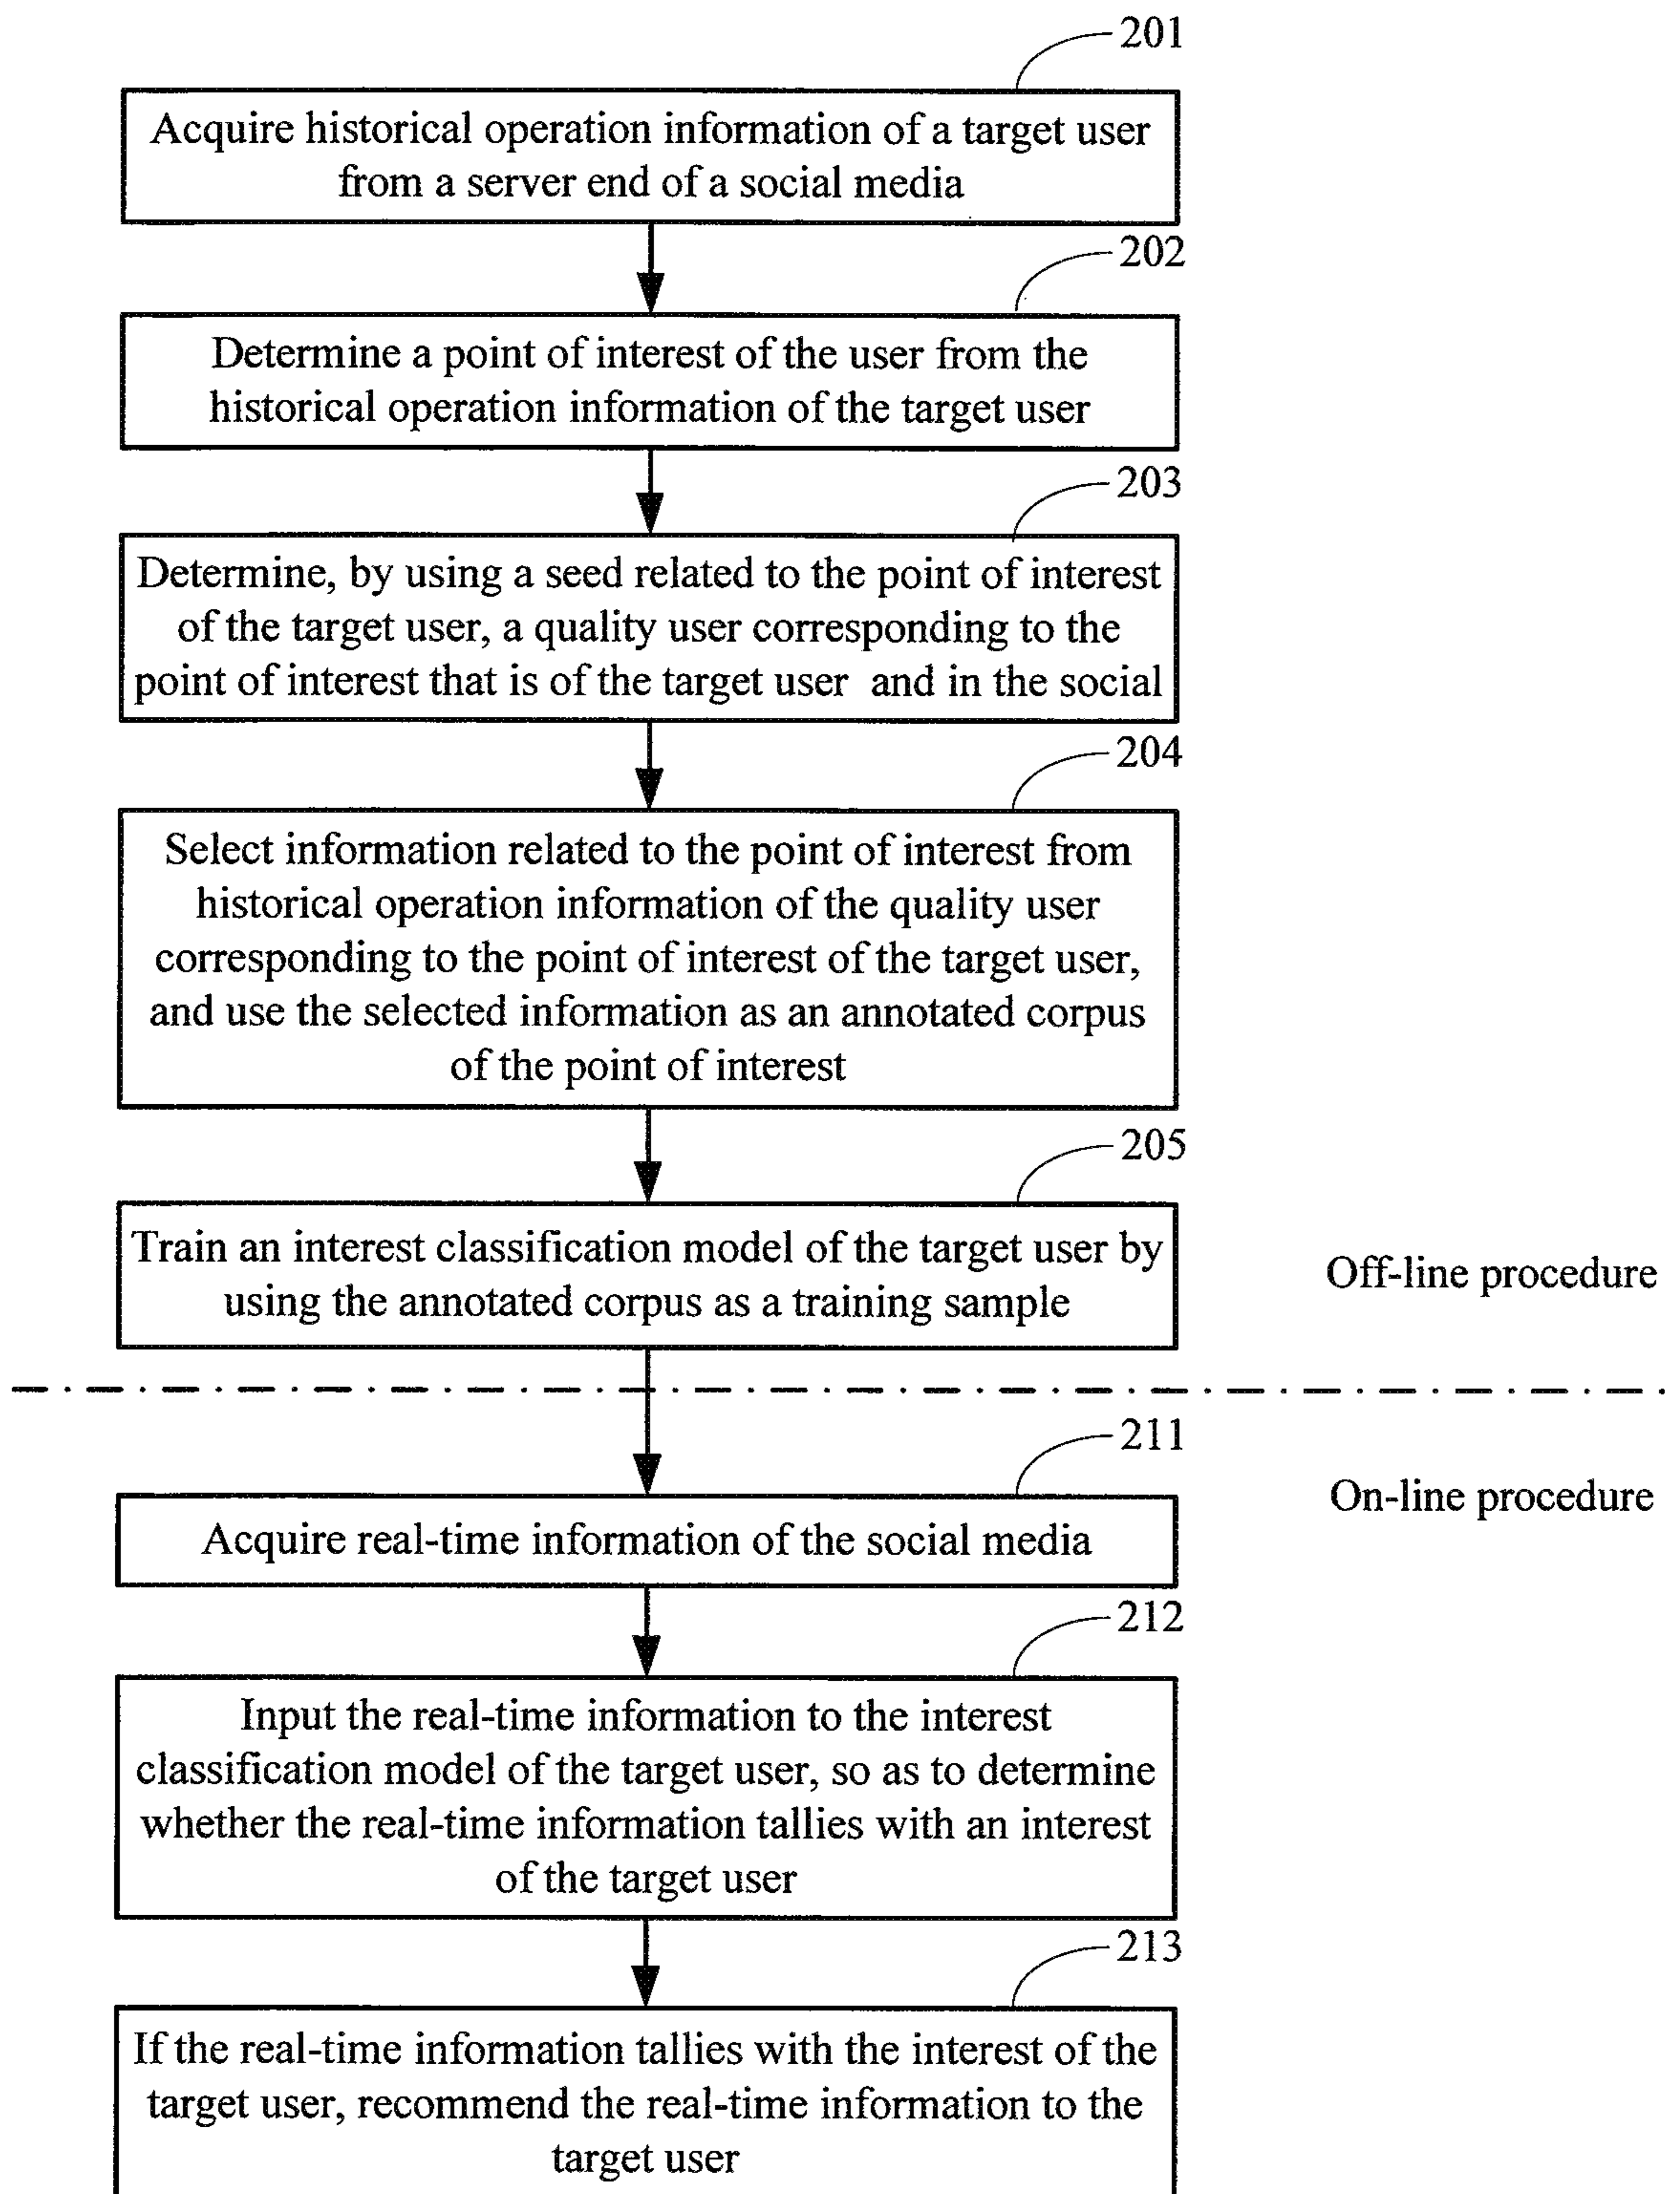 201
Acquire historical operation information of a target user
from a server end of a social media
202
Determine a point of interest of the user from the
historical operation information of the target user
203
Determine, by using a seed related to the point of interest
of the target user, a quality user corresponding to the
point of interest that is of the target user and in the social
204
Select information related to the point of interest from
historical operation information of the quality user
corresponding to the point of interest of the target user,
and use the selected information as an annotated corpus
of the point of interest
205
Train an interest classification model of the target user by
using the annotated corpus as a training sample
Off-line procedure
211
On-line procedure
Acquire real-time information of the social media
212
Input the real-time information to the interest
classification model of the target user, so as to determine
whether the real-time information tallies with an interest
of the target user
213
If the real-time information tallies with the interest of the
target user, recommend the real-time information to the
target user